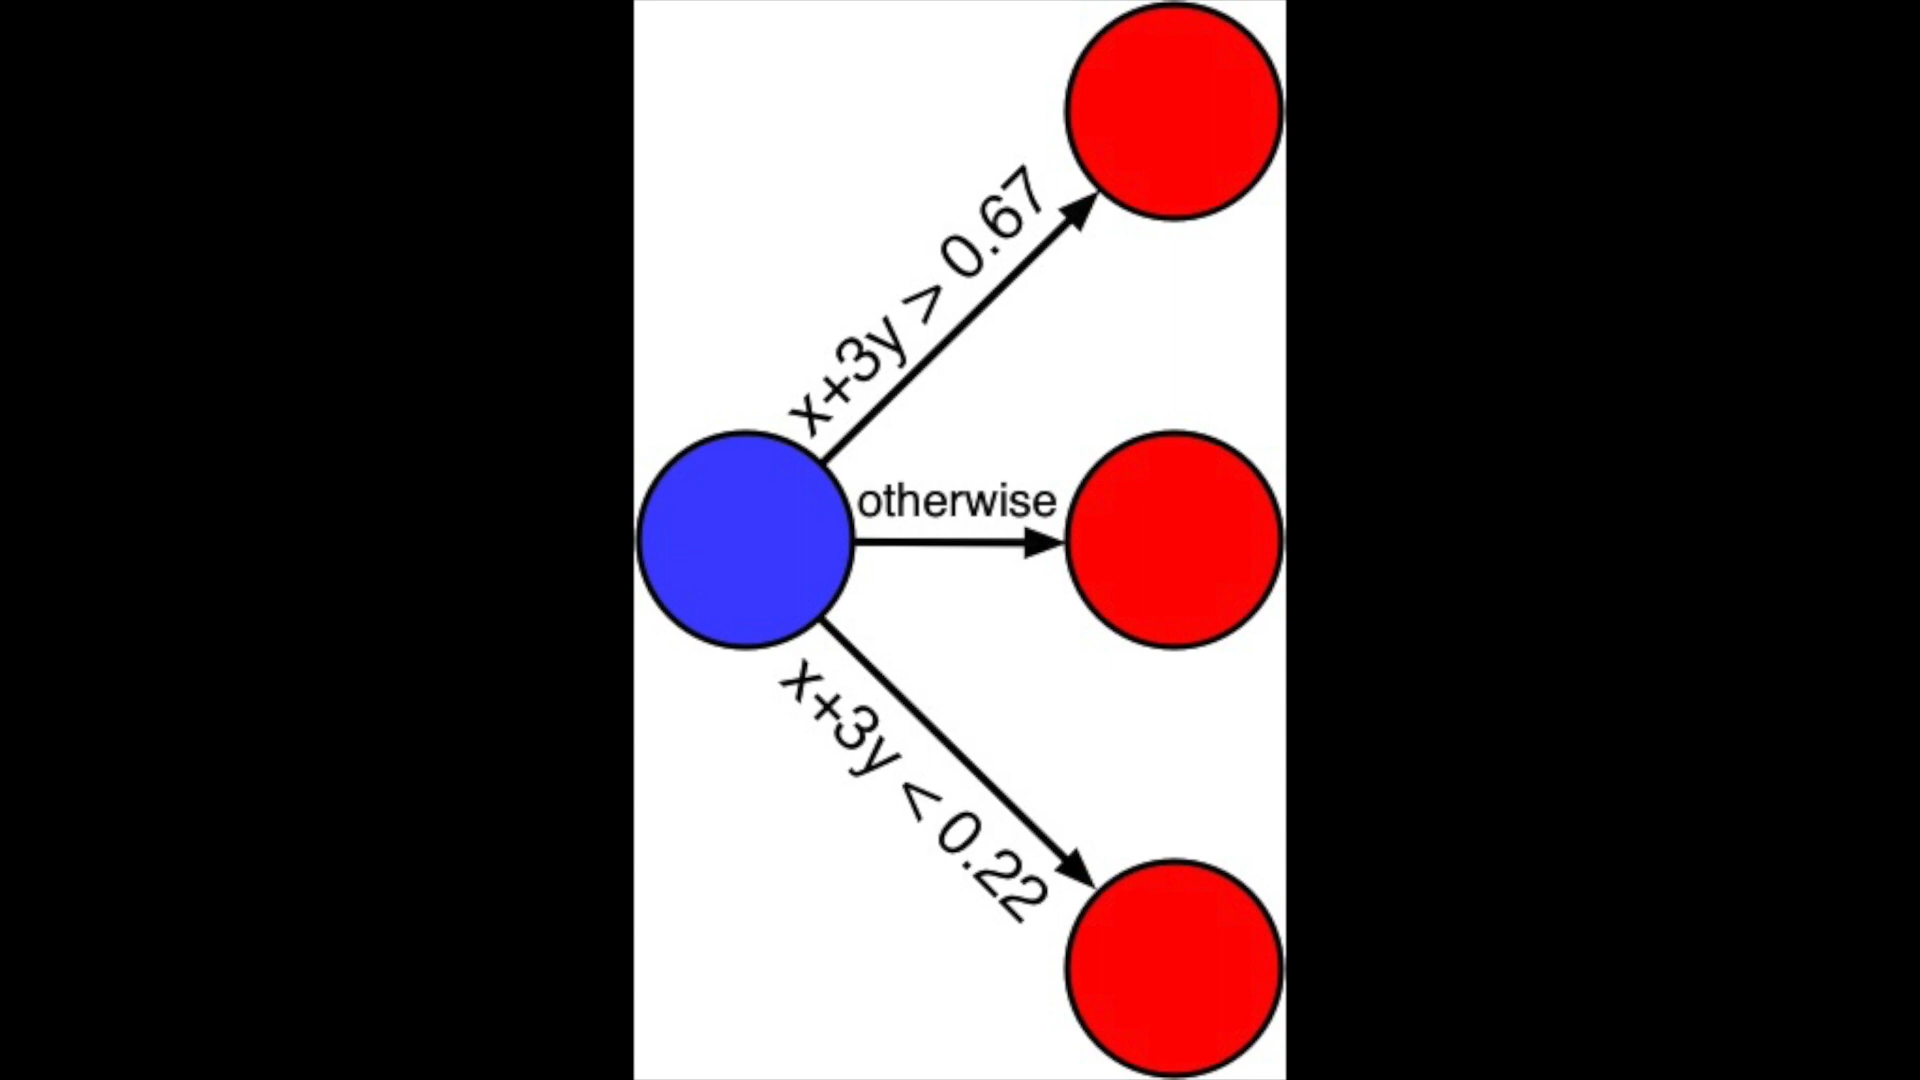 x+3y > 0.67
otherwise
x+3y < 0.22